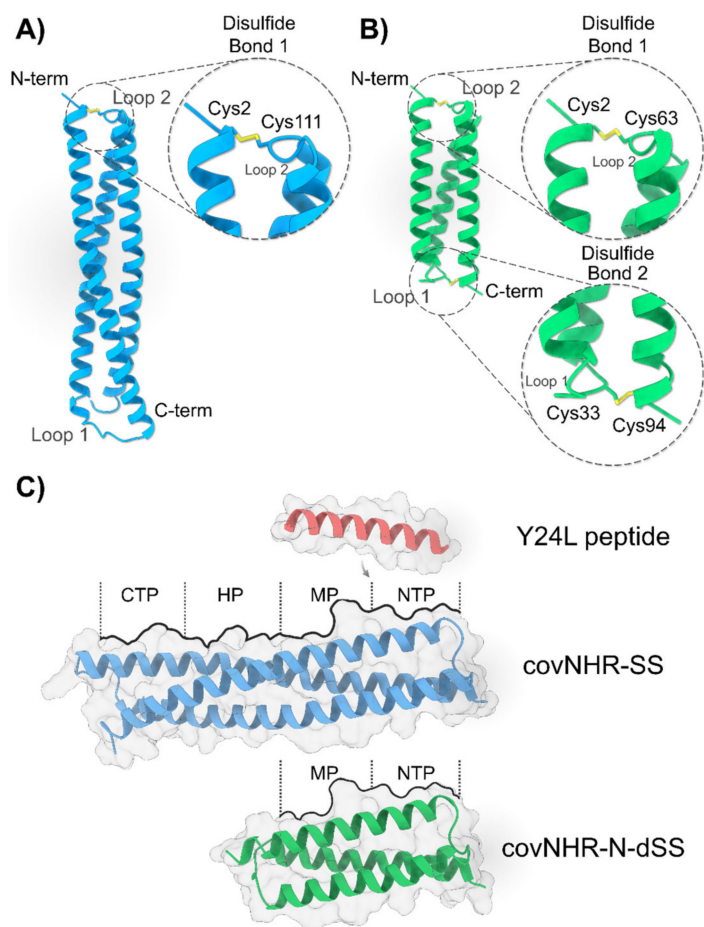 A)
Disulfide
Bond 1
N-term
Loop 2
Cys2
Cys111
Loop 2
C-term
Loop 1
B)
Disulfide
Bond 1
N-term
Loop 2
Cys2
Cys63
Loop 2
Disulfide
Bond 2
Loop 1
C-term
Loop 1
Cys33
Cys94
C)
Y24L peptide
CTP HP MP NTP
covNHR-SS
MP NTP
covNHR-N-dSS